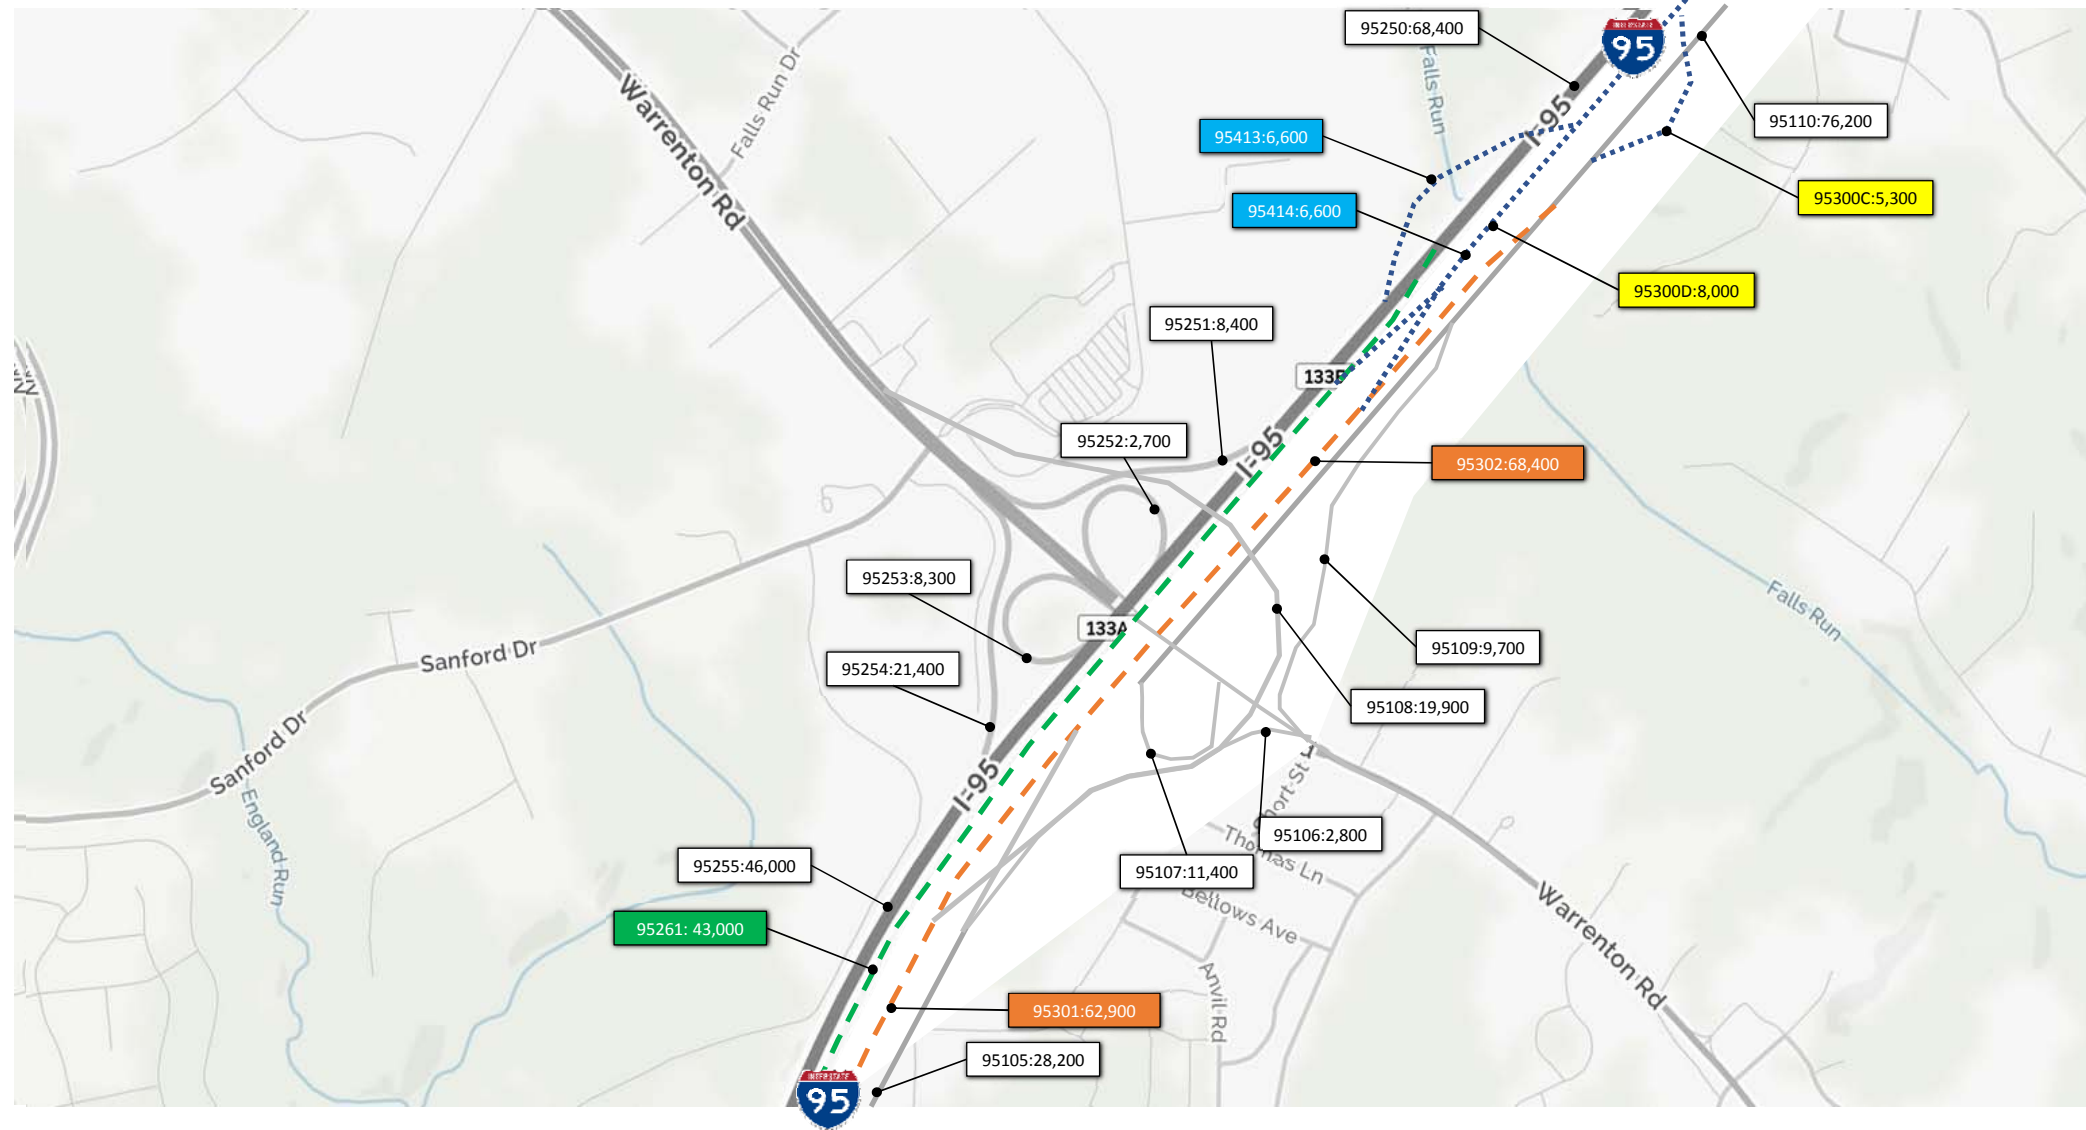 95250:68,400
INTERSTATE
95
Falls Run Dr
Falls Run
Warrenton Rd
I-95
95110:76,200
95413:6,600
95300C:5,300
95414:6,600
95300D:8,000
95251:8,400
133B
95252:2,700
I-95
95302:68,400
95253:8,300
Falls Run
133A
95109:9,700
Sanford Dr
95254:21,400
95108:19,900
Sanford Dr
I-95
Short St
England Run
95106:2,800
Thomas Ln
95255:46,000
95107:11,400
Bellows Ave
Warrenton Rd
95261: 43,000
Anvil Rd
95301:62,900
95105:28,200
INTERSTATE
95